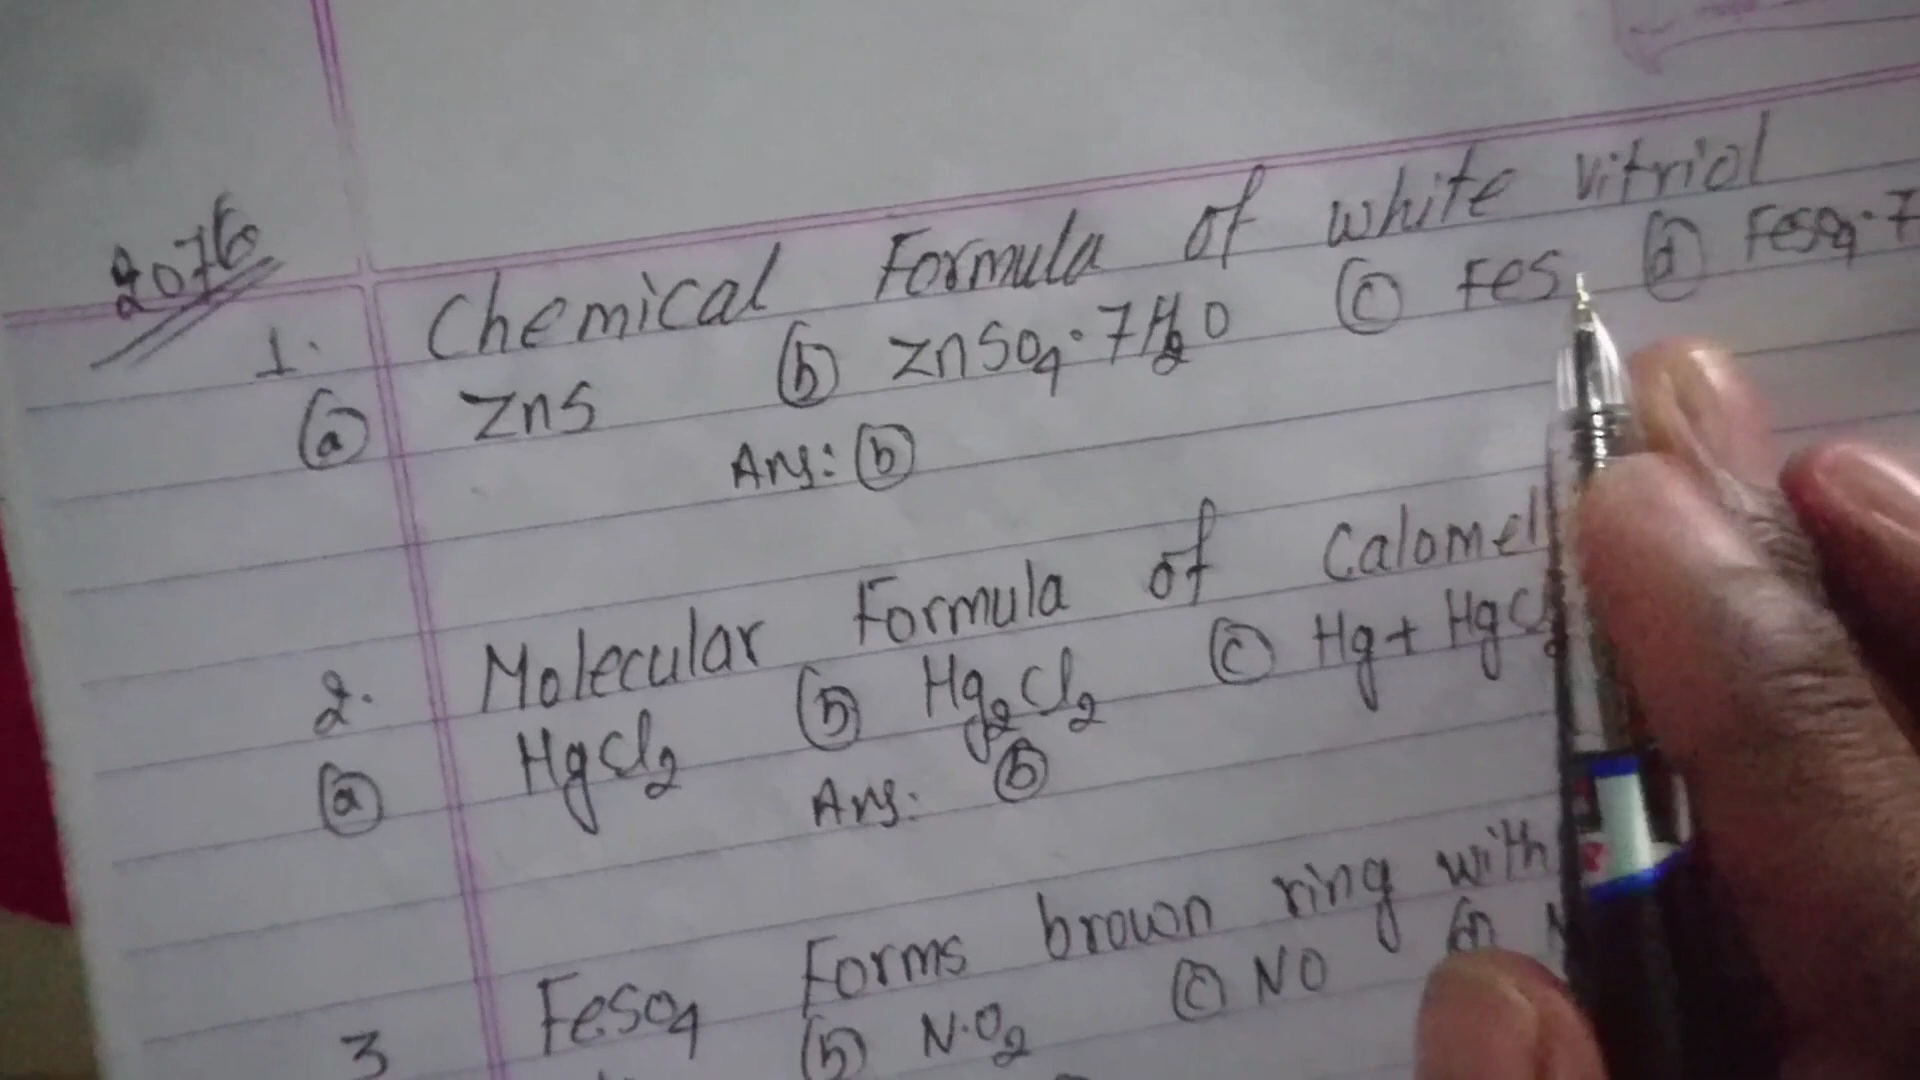 2076
1. Chemical Formula of white vitriol
(a) ZnS (b) ZnSO4·7H2O (c) FeS (d) FeSO4·7
Ans: (b)
2. Molecular Formula of Calomel
(a) HgCl2 (b) Hg2Cl2 (c) Hg + HgCl2
Ans: (b)
3 FeSO4 Forms brown ring with
(b) N·O2 (c) NO